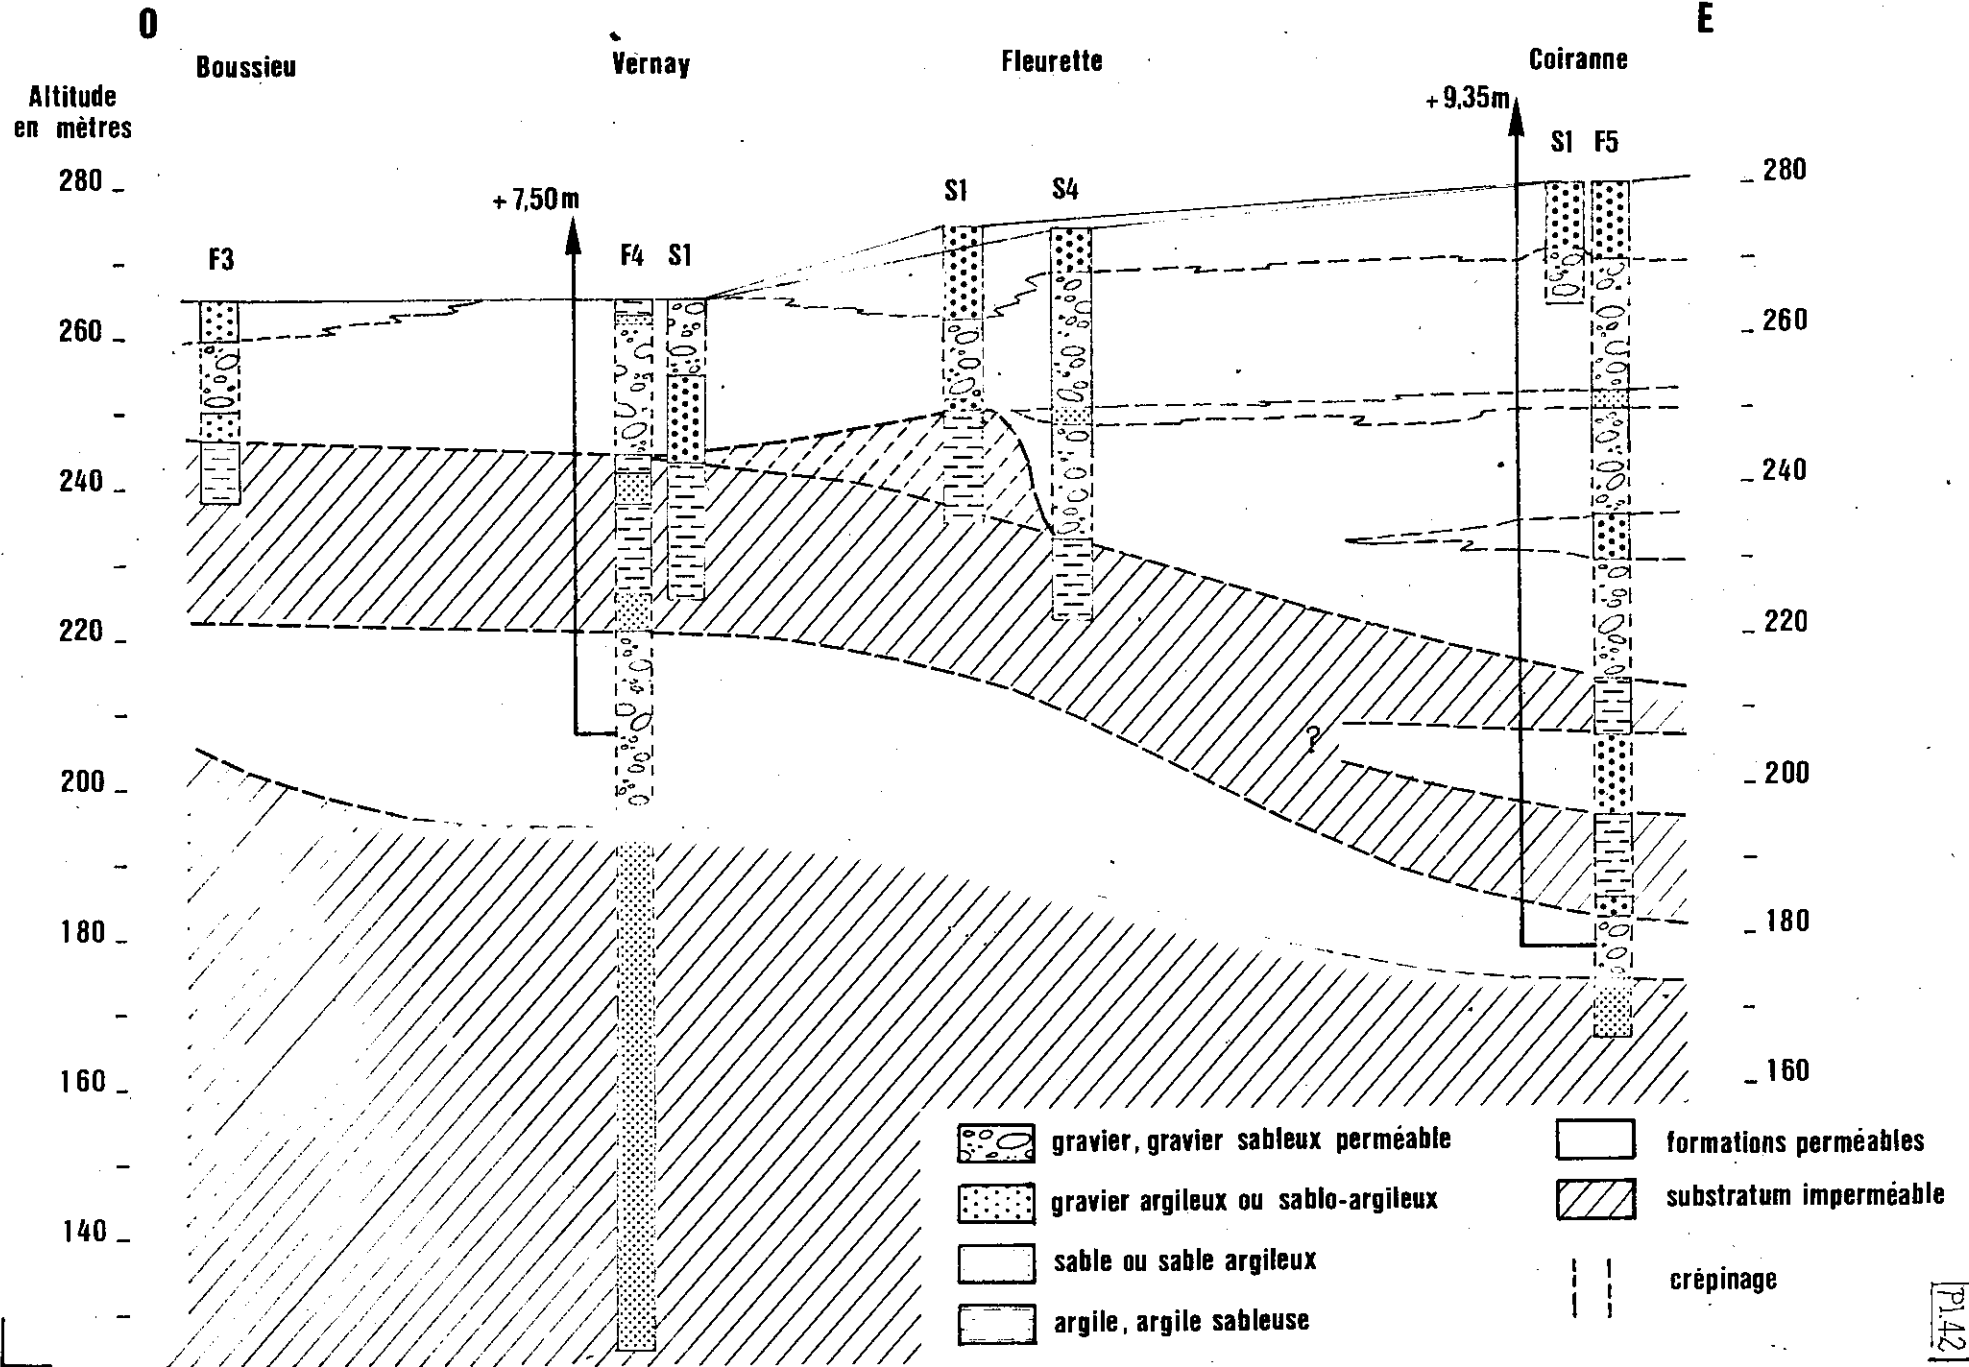 O
E
Boussieu
Vernay
Fleurette
Coiranne
Altitude
en mètres
+9,35m
S1 F5
280
280
+7,50m
S1
S4
F3
F4 S1
260
260
240
240
220
220
?
200
200
180
180
160
160
140
gravier, gravier sableux perméable
gravier argileux ou sablo-argileux
sable ou sable argileux
argile, argile sableuse
formations perméables
substratum imperméable
crépinage
Pl.42